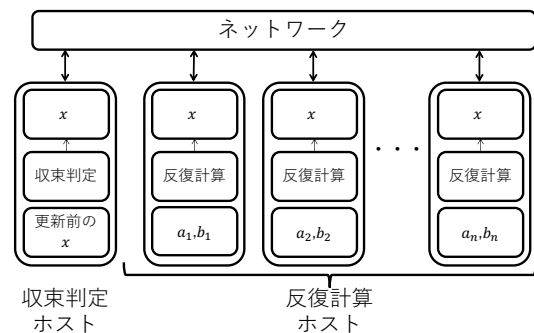 ネットワーク
x
x
x
x
収束判定
反復計算
反復計算
・・・
反復計算
更新前の
x
a₁,b₁
a₂,b₂
aₙ,bₙ
収束判定
ホスト
反復計算
ホスト